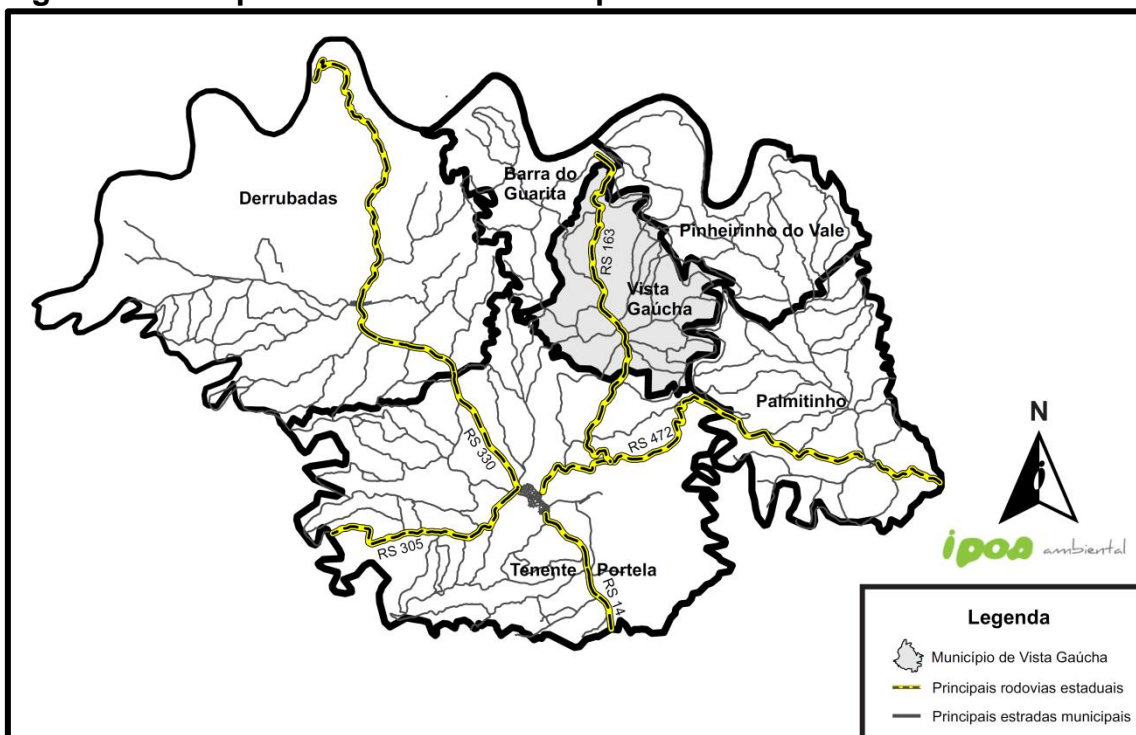 Derrubadas
Barra do
Guarita
Pinheirinho do Vale
RS 163
Vista
Gaúcha
Palmitinho
RS 472
RS 330
RS 305
Tenente Portela
RS 14
N
ipop ambiental
Legenda
Município de Vista Gaúcha
Principais rodovias estaduais
Principais estradas municipais